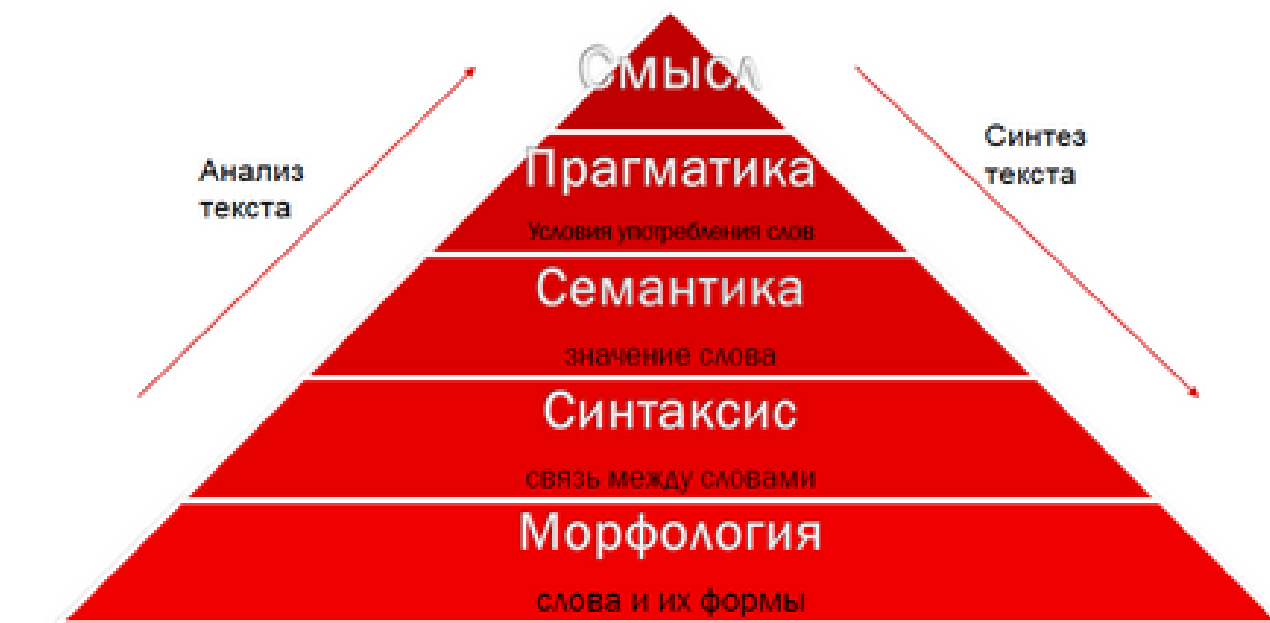 Смысл
Анализ
текста
Синтез
текста
Прагматика
Условия употребления слов
Семантика
значение слова
Синтаксис
связь между словами
Морфология
слова и их формы